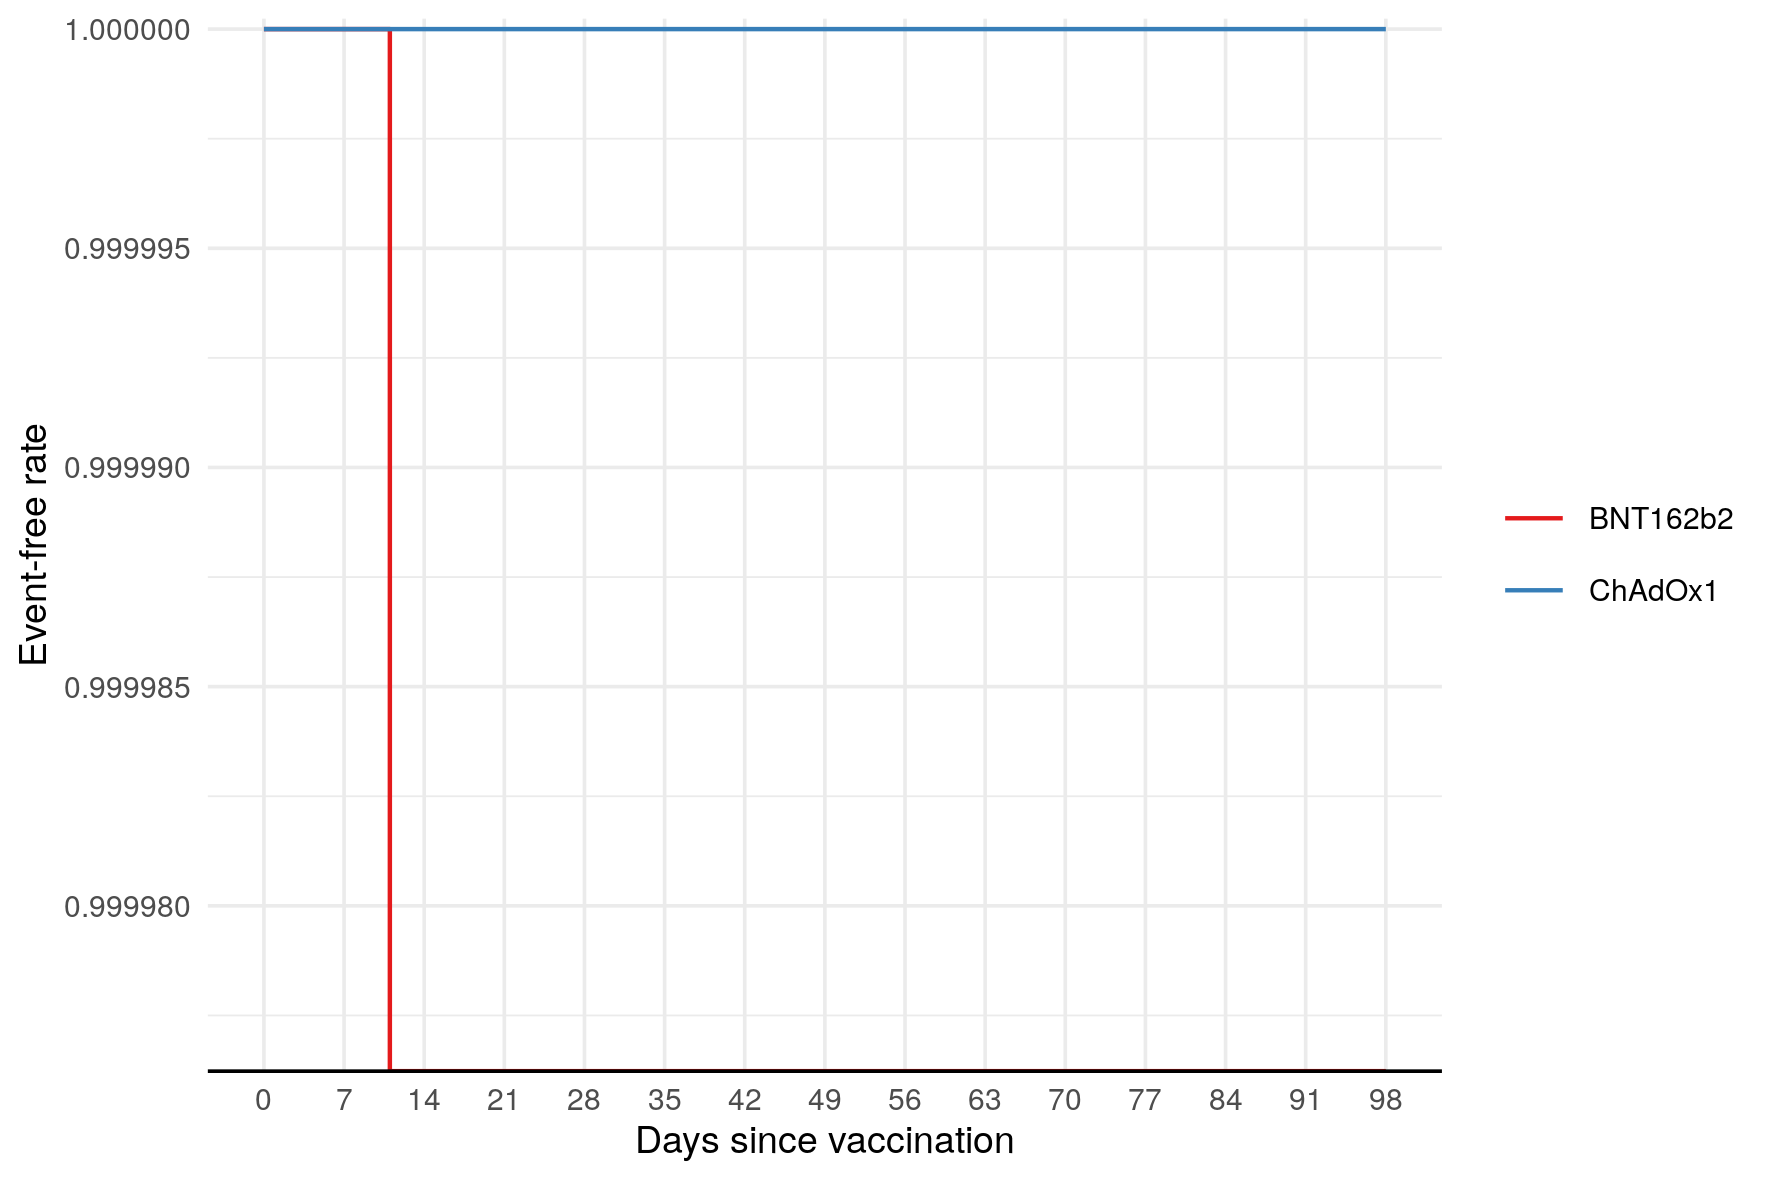 1.000000
0.999995
0.999990
0.999985
0.999980
Event-free rate
0 7 14 21 28 35 42 49 56 63 70 77 84 91 98
Days since vaccination
BNT162b2
ChAdOx1